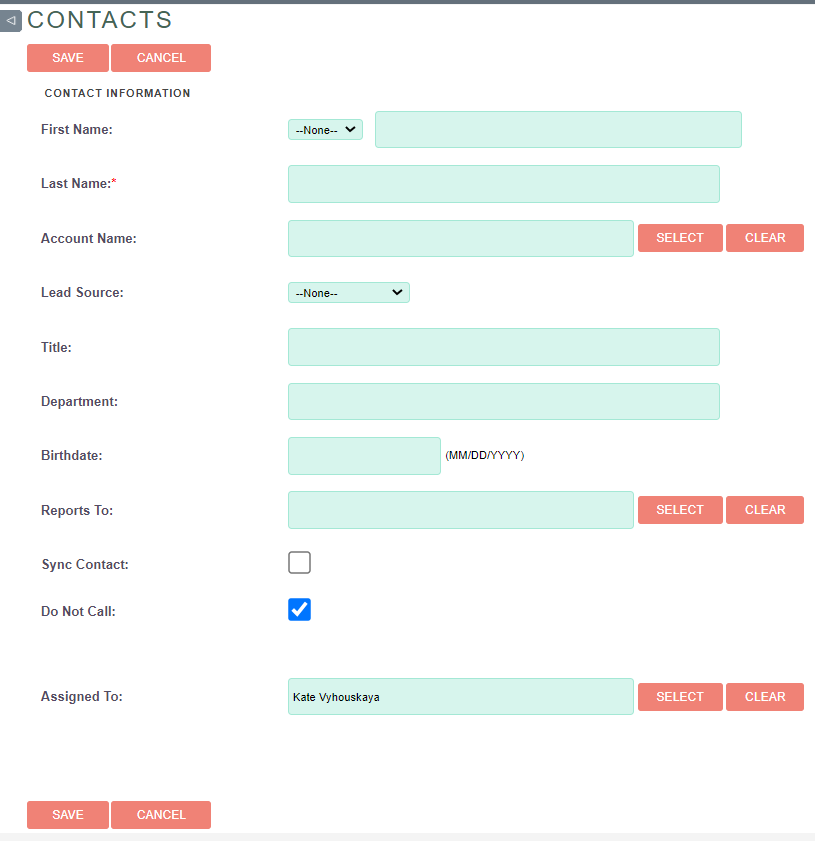 CONTACTS
SAVE CANCEL
CONTACT INFORMATION
First Name: --None--
Last Name:*
Account Name: SELECT CLEAR
Lead Source: --None--
Title:
Department:
Birthdate: (MM/DD/YYYY)
Reports To: SELECT CLEAR
Sync Contact:
Do Not Call:
Assigned To: Kate Vyhouskaya SELECT CLEAR
SAVE CANCEL